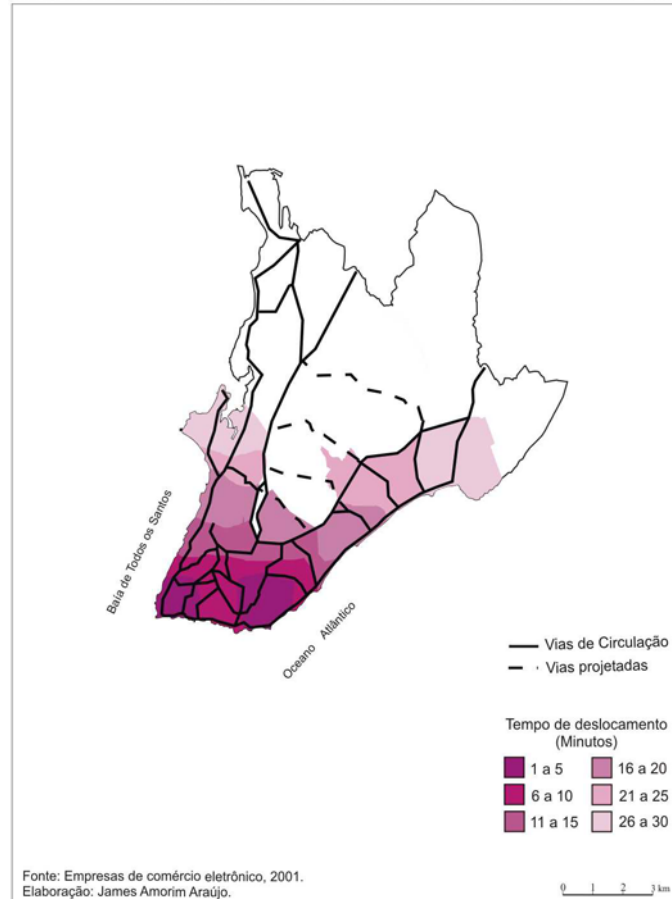 Baía de Todos os Santos
Oceano Atlântico
Vias de Circulação
Vias projetadas
Tempo de deslocamento
(Minutos)
1 a 5
16 a 20
6 a 10
21 a 25
11 a 15
26 a 30
Fonte: Empresas de comércio eletrônico, 2001.
Elaboração: James Amorim Araújo.
0 1 2 3 km